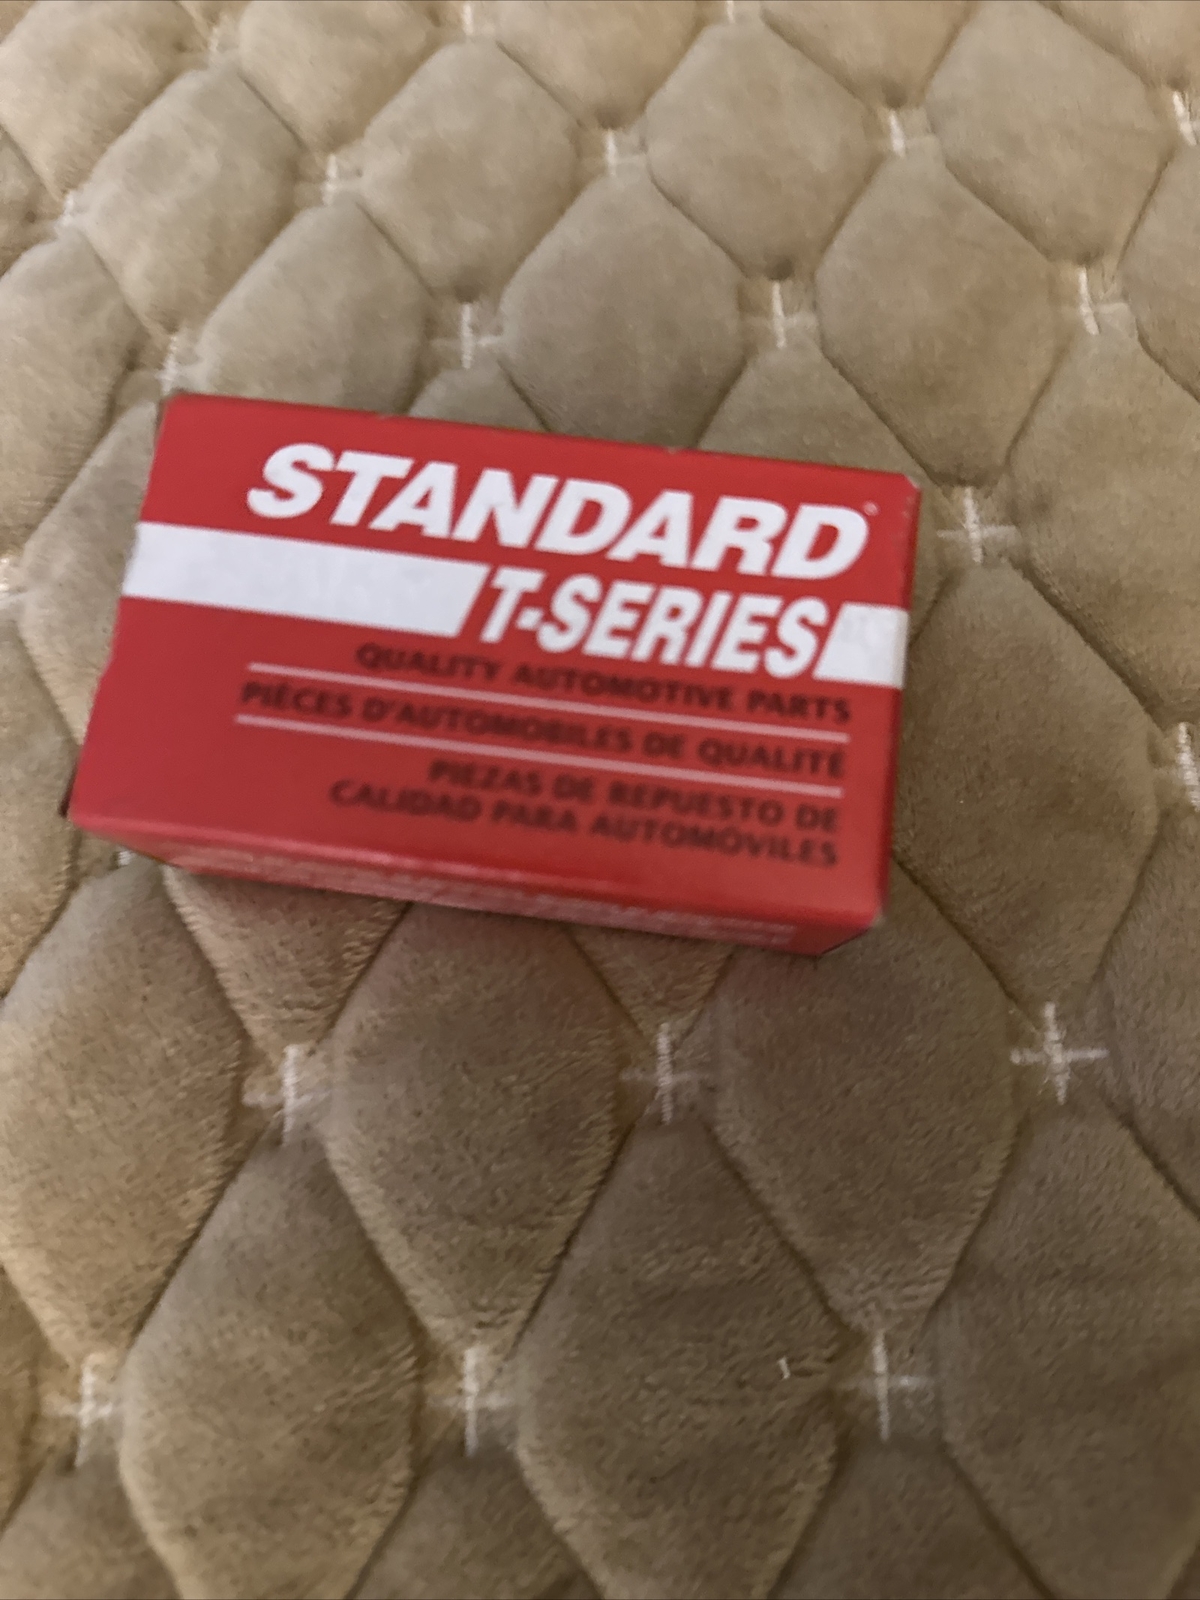 STANDARD®
T-SERIES
QUALITY AUTOMOTIVE PARTS
PIÈCES D'AUTOMOBILES DE QUALITÉ
PIEZAS DE REPUESTO DE
CALIDAD PARA AUTOMÓVILES